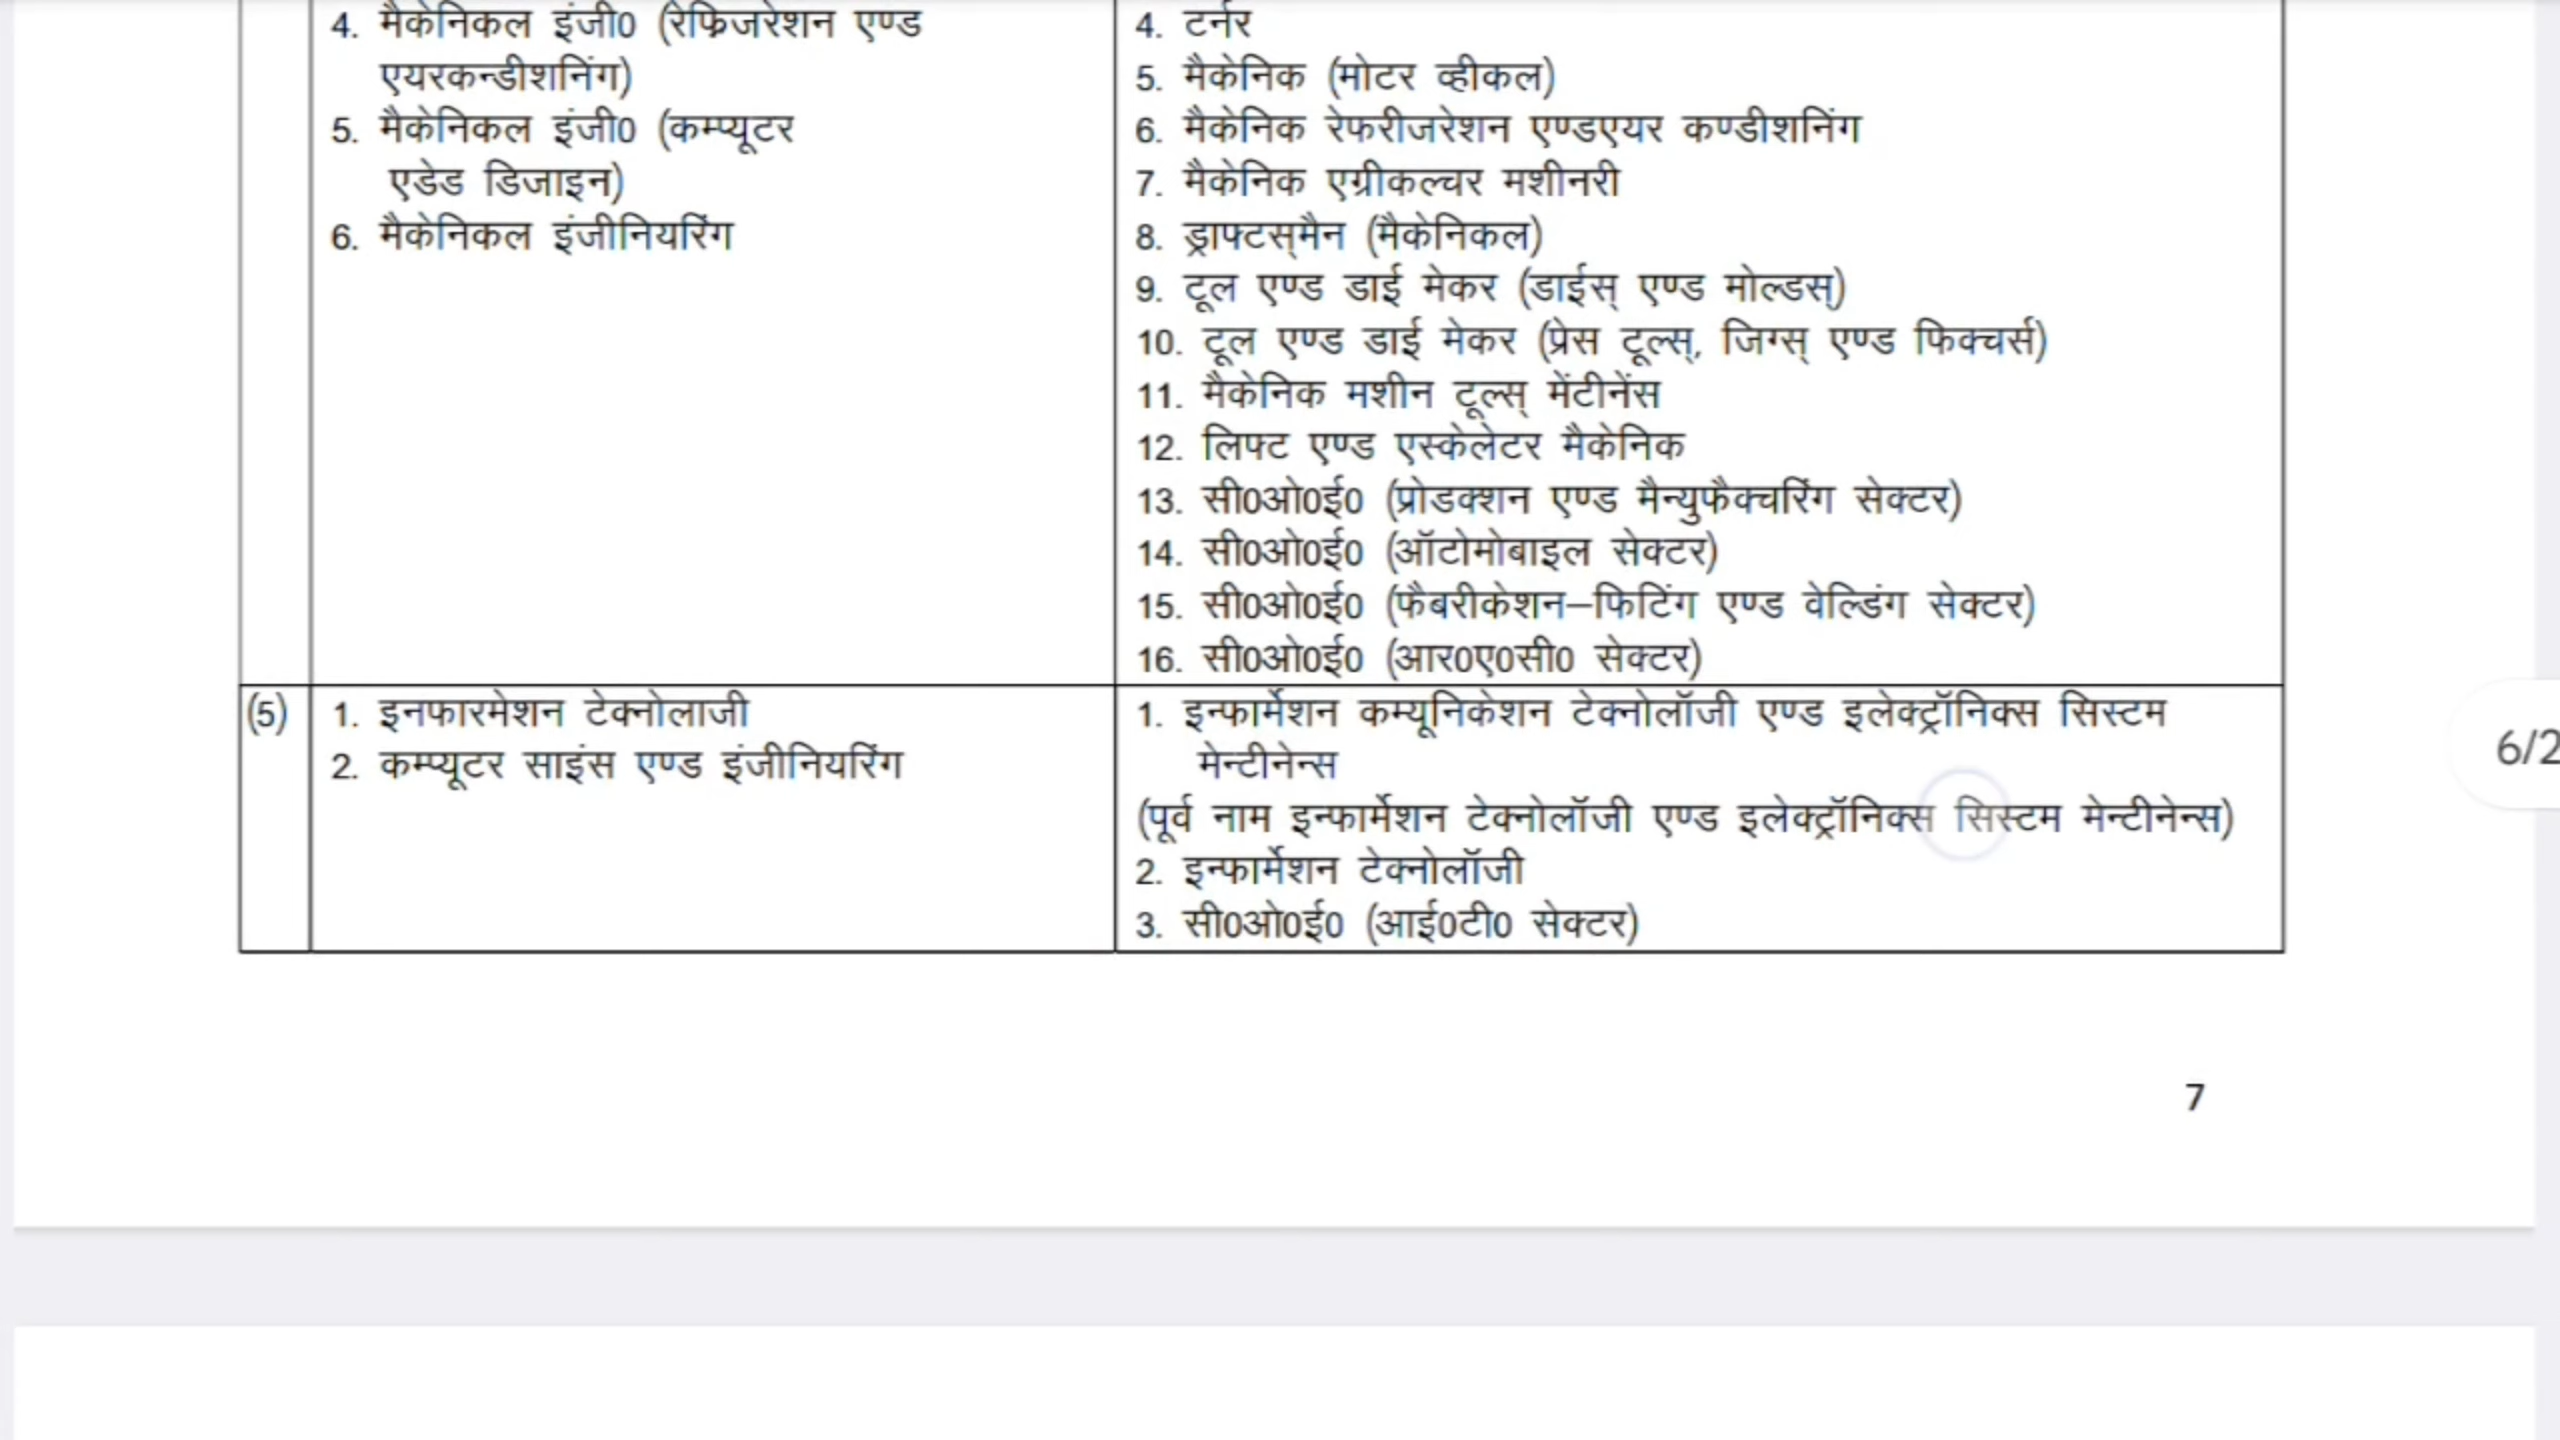 4. मैकेनिकल इंजी0 (रेफ्रिजरेशन एण्ड
एयरकन्डीशनिंग)
5. मैकेनिकल इंजी0 (कम्प्यूटर
एडेड डिजाइन)
6. मैकेनिकल इंजीनियरिंग
4. टर्नर
5. मैकेनिक (मोटर व्हीकल)
6. मैकेनिक रेफरीजरेशन एण्डएयर कण्डीशनिंग
7. मैकेनिक एग्रीकल्चर मशीनरी
8. ड्राफ्टस्‌मैन (मैकेनिकल)
9. टूल एण्ड डाई मेकर (डाईस् एण्ड मोल्डस्)
10. टूल एण्ड डाई मेकर (प्रेस टूल्स्, जिग्स् एण्ड फिक्चर्स)
11. मैकेनिक मशीन टूल्स् मेंटीनेंस
12. लिफ्ट एण्ड एस्केलेटर मैकेनिक
13. सी0ओ0ई0 (प्रोडक्शन एण्ड मैन्युफैक्चरिंग सेक्टर)
14. सी0ओ0ई0 (ऑटोमोबाइल सेक्टर)
15. सी0ओ0ई0 (फैबरीकेशन–फिटिंग एण्ड वेल्डिंग सेक्टर)
16. सी0ओ0ई0 (आर0ए0सी0 सेक्टर)
(5)
1. इनफारमेशन टेक्नोलाजी
2. कम्प्यूटर साइंस एण्ड इंजीनियरिंग
1. इन्फार्मेशन कम्यूनिकेशन टेक्नोलॉजी एण्ड इलेक्ट्रॉनिक्स सिस्टम
मेन्टीनेन्स
(पूर्व नाम इन्फार्मेशन टेक्नोलॉजी एण्ड इलेक्ट्रॉनिक्स सिस्टम मेन्टीनेन्स)
2. इन्फार्मेशन टेक्नोलॉजी
3. सी0ओ0ई0 (आई0टी0 सेक्टर)
6/2
7